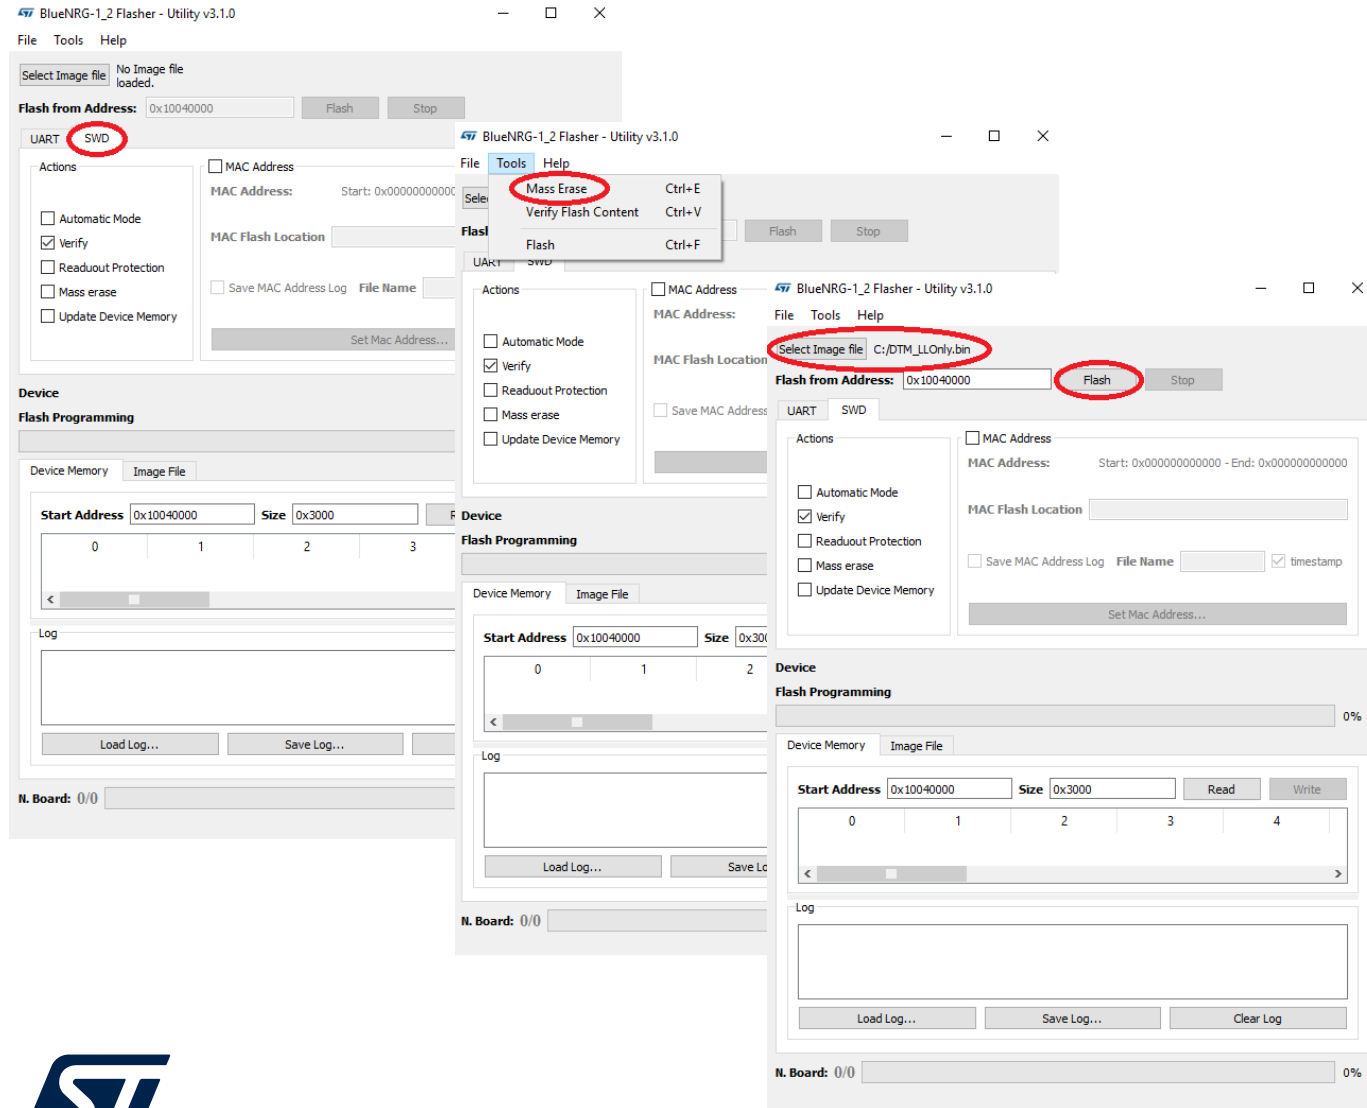 BlueNRG-1_2 Flasher - Utility v3.1.0
File Tools Help
Select Image file No Image file loaded.
Flash from Address: 0x10040000 Flash Stop
UART SWD
Actions
MAC Address
MAC Address: Start: 0x00000000000
Automatic Mode
Verify
MAC Flash Location
Readuout Protection
Mass erase
Save MAC Address Log File Name
Update Device Memory
Set Mac Address...
Device
Flash Programming
Device Memory Image File
Start Address 0x10040000 Size 0x3000
0 1 2 3
Log
Load Log... Save Log...
N. Board: 0/0
BlueNRG-1_2 Flasher - Utility v3.1.0
File Tools Help
Mass Erase Ctrl+E
Verify Flash Content Ctrl+V
Flash Ctrl+F
Flash Stop
UART SWD
Actions
MAC Address
MAC Address:
Automatic Mode
Verify
MAC Flash Location
Readuout Protection
Mass erase
Save MAC Address
Update Device Memory
Device
Flash Programming
Device Memory Image File
Start Address 0x10040000 Size 0x300
0 1 2
Log
Load Log... Save Lo
N. Board: 0/0
BlueNRG-1_2 Flasher - Utility v3.1.0
File Tools Help
Select Image file C:/DTM_LLOnly.bin
Flash from Address: 0x10040000 Flash Stop
UART SWD
Actions
MAC Address
MAC Address: Start: 0x000000000000 - End: 0x000000000000
Automatic Mode
Verify
MAC Flash Location
Readuout Protection
Mass erase
Save MAC Address Log File Name timestamp
Update Device Memory
Set Mac Address...
Device
Flash Programming
0%
Device Memory Image File
Start Address 0x10040000 Size 0x3000 Read Write
0 1 2 3 4
Log
Load Log... Save Log... Clear Log
N. Board: 0/0 0%